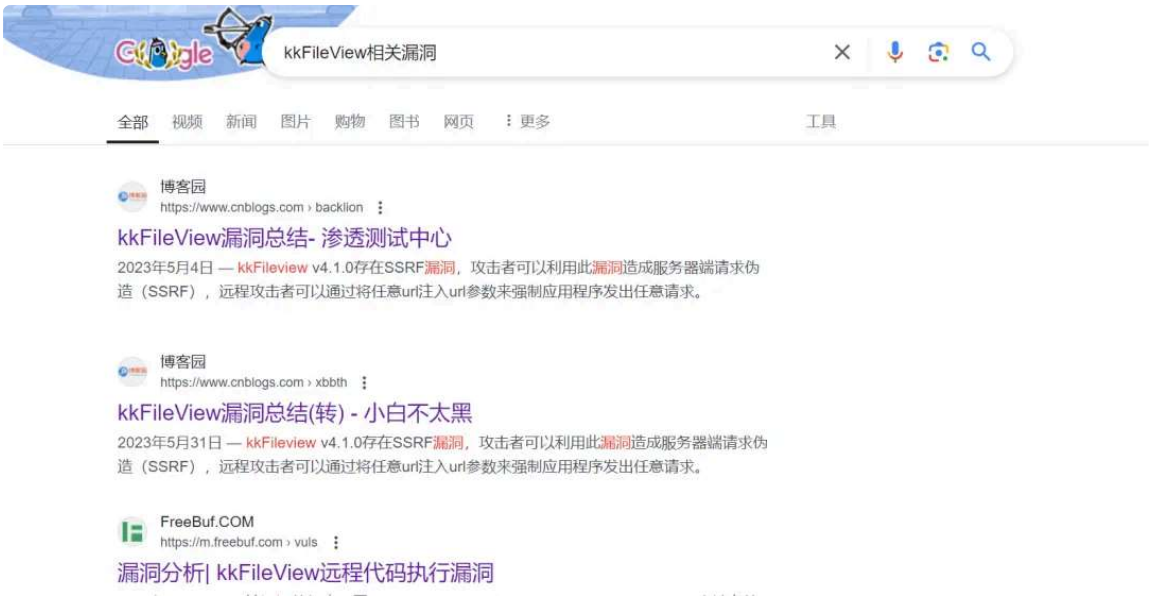 Google
kkFileView相关漏洞
全部 视频 新闻 图片 购物 图书 网页 ⋮ 更多 工具
博客园
https://www.cnblogs.com › backlion
kkFileView漏洞总结- 渗透测试中心
2023年5月4日 — kkFileview v4.1.0存在SSRF漏洞，攻击者可以利用此漏洞造成服务器端请求伪
造（SSRF），远程攻击者可以通过将任意url注入url参数来强制应用程序发出任意请求。
博客园
https://www.cnblogs.com › xbbth
kkFileView漏洞总结(转) - 小白不太黑
2023年5月31日 — kkFileview v4.1.0存在SSRF漏洞，攻击者可以利用此漏洞造成服务器端请求伪
造（SSRF），远程攻击者可以通过将任意url注入url参数来强制应用程序发出任意请求。
FreeBuf.COM
https://m.freebuf.com › vuls
漏洞分析| kkFileView远程代码执行漏洞